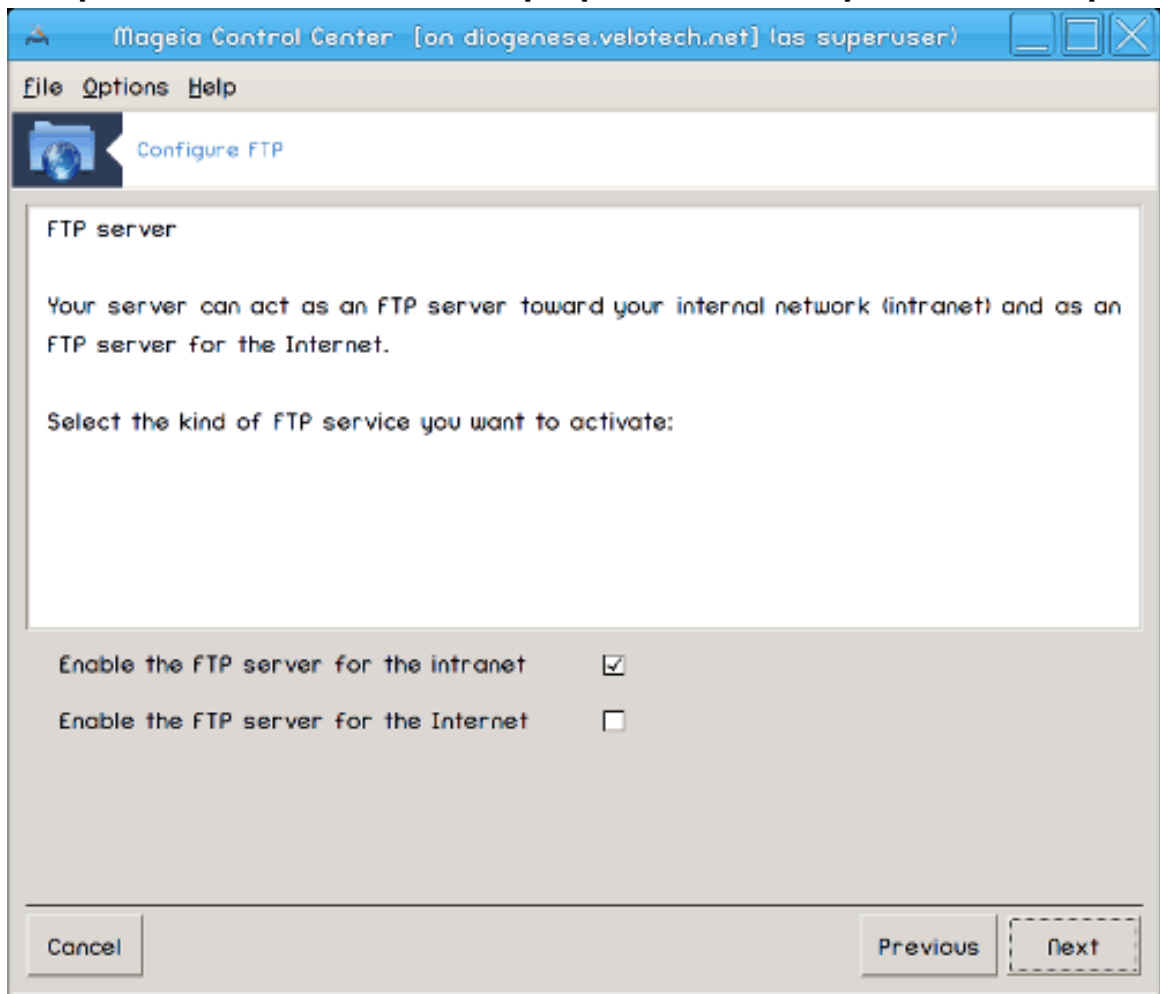 Mageia Control Center [on diogenese.velotech.net] (as superuser)
File Options Help
Configure FTP
FTP server
Your server can act as an FTP server toward your internal network (intranet) and as an
FTP server for the Internet.
Select the kind of FTP service you want to activate:
Enable the FTP server for the intranet
Enable the FTP server for the Internet
Cancel Previous Next